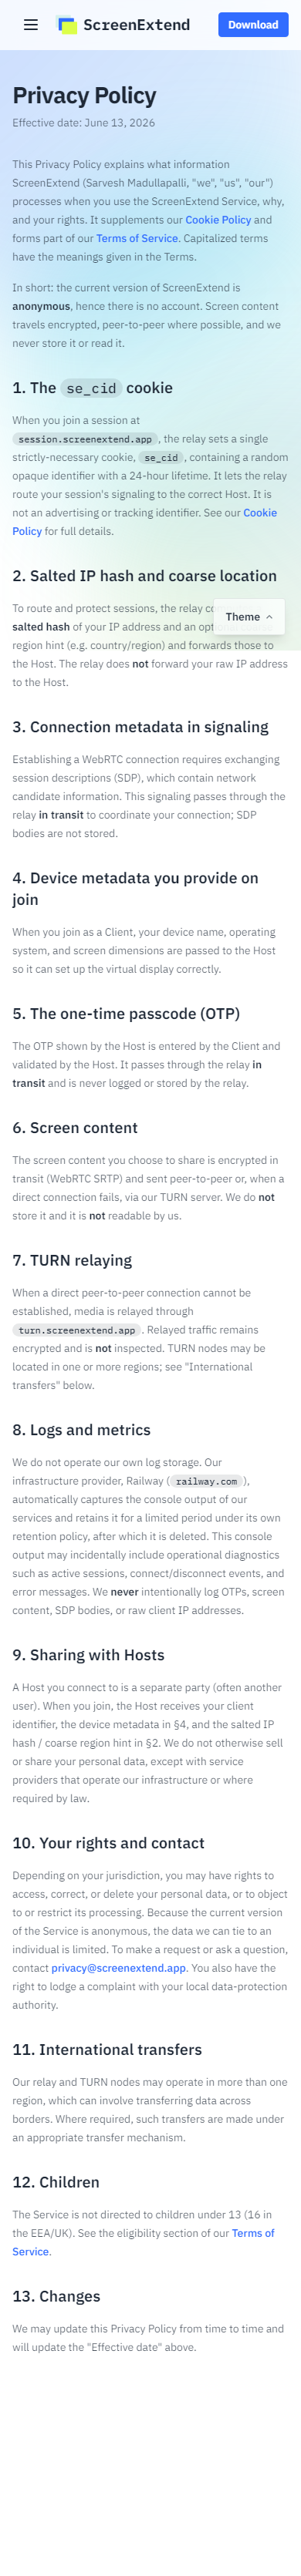 ScreenExtend
Download
Privacy Policy
Effective date: June 13, 2026
This Privacy Policy explains what information
ScreenExtend (Sarvesh Madullapalli, "we", "us", "our")
processes when you use the ScreenExtend Service, why,
and your rights. It supplements our Cookie Policy and
forms part of our Terms of Service. Capitalized terms
have the meanings given in the Terms.
In short: the current version of ScreenExtend is
anonymous, hence there is no account. Screen content
travels encrypted, peer-to-peer where possible, and we
never store it or read it.
1. The se_cid cookie
When you join a session at
session.screenextend.app, the relay sets a single
strictly-necessary cookie, se_cid, containing a random
opaque identifier with a 24-hour lifetime. It lets the relay
route your session's signaling to the correct Host. It is
not an advertising or tracking identifier. See our Cookie
Policy for full details.
2. Salted IP hash and coarse location
To route and protect sessions, the relay
salted hash of your IP address and an
Theme
region hint (e.g. country/region) and forwards those to
the Host. The relay does not forward your raw IP address
to the Host.
3. Connection metadata in signaling
Establishing a WebRTC connection requires exchanging
session descriptions (SDP), which contain network
candidate information. This signaling passes through the
relay in transit to coordinate your connection; SDP
bodies are not stored.
4. Device metadata you provide on
join
When you join as a Client, your device name, operating
system, and screen dimensions are passed to the Host
so it can set up the virtual display correctly.
5. The one-time passcode (OTP)
The OTP shown by the Host is entered by the Client and
validated by the Host. It passes through the relay in
transit and is never logged or stored by the relay.
6. Screen content
The screen content you choose to share is encrypted in
transit (WebRTC SRTP) and sent peer-to-peer or, when a
direct connection fails, via our TURN server. We do not
store it and it is not readable by us.
7. TURN relaying
When a direct peer-to-peer connection cannot be
established, media is relayed through
turn.screenextend.app. Relayed traffic remains
encrypted and is not inspected. TURN nodes may be
located in one or more regions; see "International
transfers" below.
8. Logs and metrics
We do not operate our own log storage. Our
infrastructure provider, Railway (railway.com),
automatically captures the console output of our
services and retains it for a limited period under its own
retention policy, after which it is deleted. This console
output may incidentally include operational diagnostics
such as active sessions, connect/disconnect events, and
error messages. We never intentionally log OTPs, screen
content, SDP bodies, or raw client IP addresses.
9. Sharing with Hosts
A Host you connect to is a separate party (often another
user). When you join, the Host receives your client
identifier, the device metadata in §4, and the salted IP
hash / coarse region hint in §2. We do not otherwise sell
or share your personal data, except with service
providers that operate our infrastructure or where
required by law.
10. Your rights and contact
Depending on your jurisdiction, you may have rights to
access, correct, or delete your personal data, or to object
to or restrict its processing. Because the current version
of the Service is anonymous, the data we can tie to an
individual is limited. To make a request or ask a question,
contact privacy@screenextend.app. You also have the
right to lodge a complaint with your local data-protection
authority.
11. International transfers
Our relay and TURN nodes may operate in more than one
region, which can involve transferring data across
borders. Where required, such transfers are made under
an appropriate transfer mechanism.
12. Children
The Service is not directed to children under 13 (16 in
the EEA/UK). See the eligibility section of our Terms of
Service.
13. Changes
We may update this Privacy Policy from time to time and
will update the "Effective date" above.